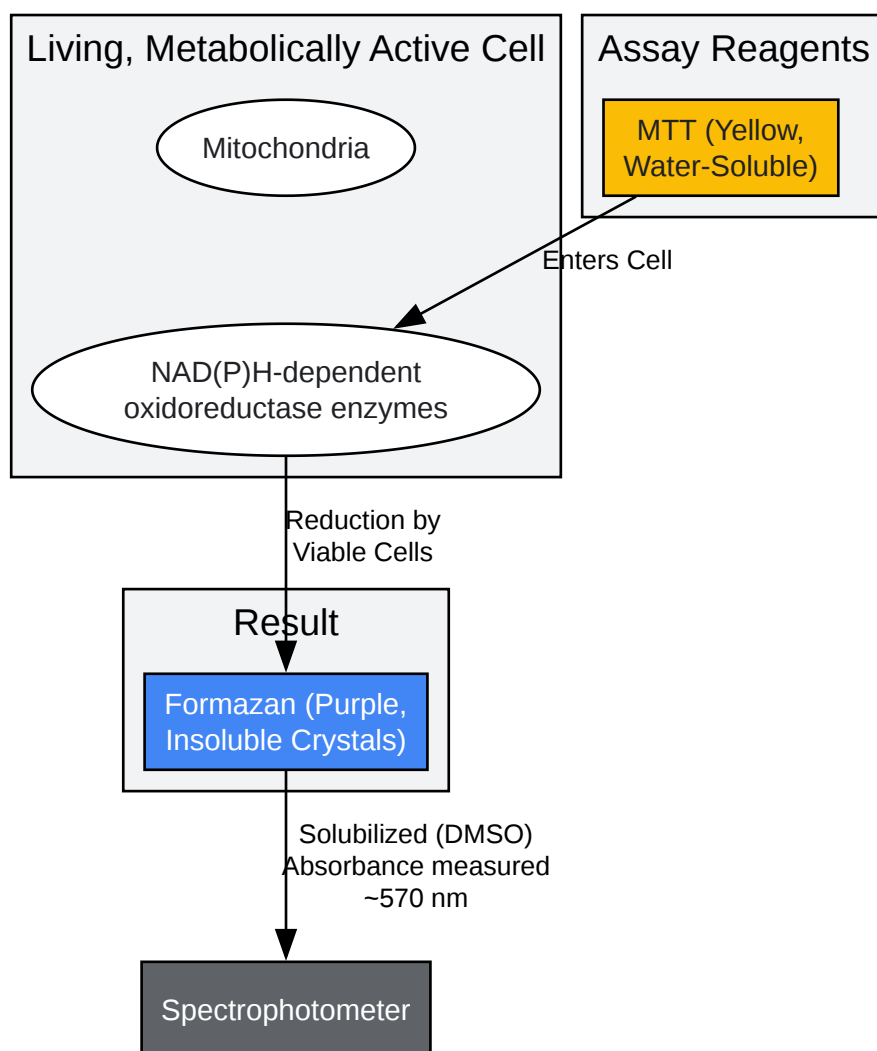 Living, Metabolically Active Cell
Assay Reagents
Mitochondria
MTT (Yellow,
Water-Soluble)
Enters Cell
NAD(P)H-dependent
oxidoreductase enzymes
Reduction by
Viable Cells
Result
Formazan (Purple,
Insoluble Crystals)
Solubilized (DMSO)
Absorbance measured
~570 nm
Spectrophotometer